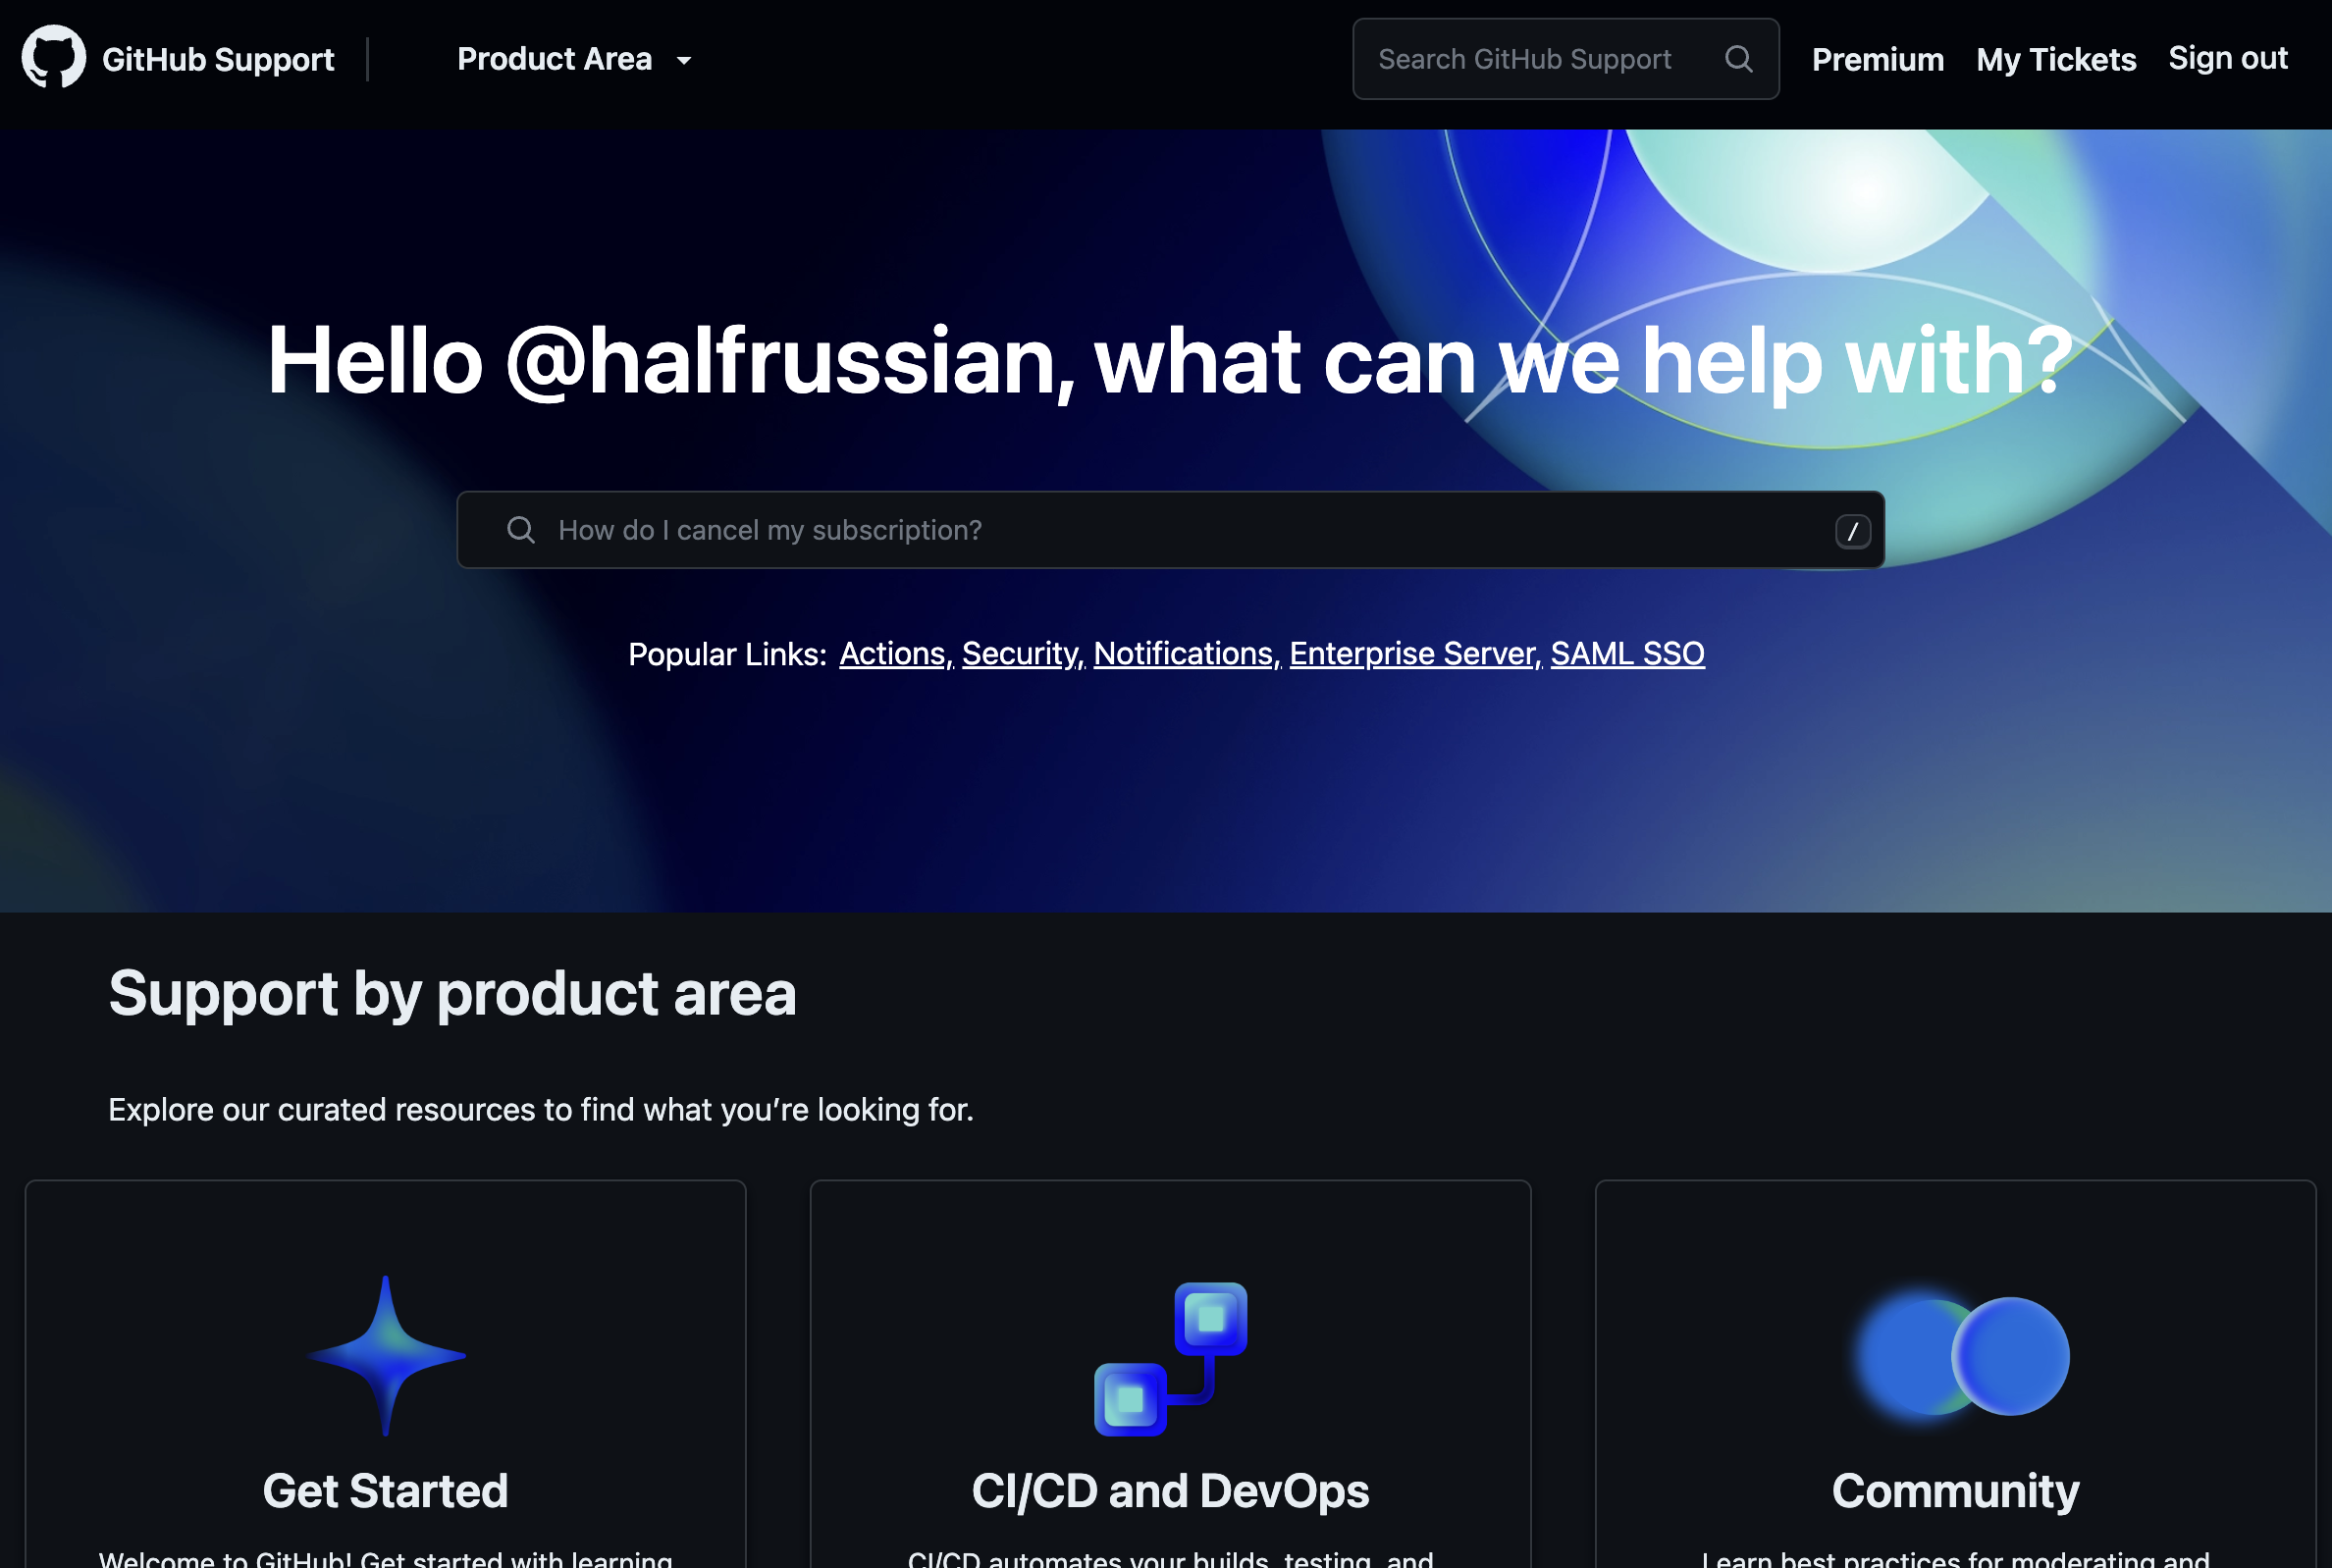 GitHub Support
Product Area
Search GitHub Support
Premium
My Tickets
Sign out
Hello @halfrussian, what can we help with?
How do I cancel my subscription?
/
Popular Links: Actions, Security, Notifications, Enterprise Server, SAML SSO
Support by product area
Explore our curated resources to find what you’re looking for.
Get Started
Welcome to GitHub! Get started with learning
CI/CD and DevOps
CI/CD automates your builds, testing, and
Community
Learn best practices for moderating and